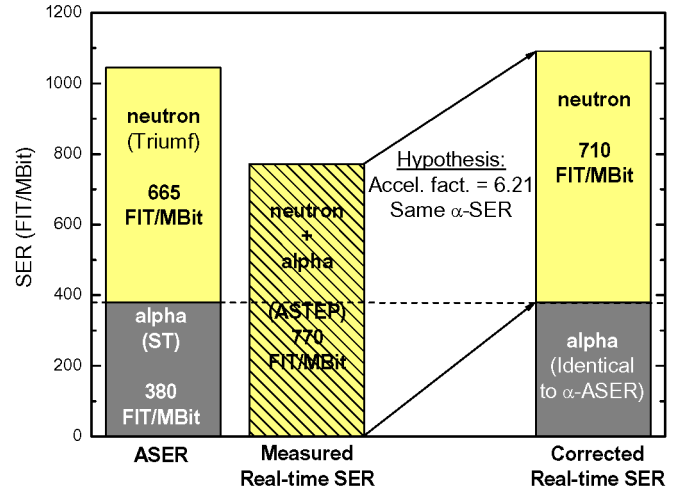 1200
1000
800
600
400
200
0
SER (FIT/MBit)
neutron
(Triumf)
665
FIT/MBit
alpha
(ST)
380
FIT/MBit
neutron
+
alpha
(ASTEP)
770
FIT/MBit
Hypothesis:
Accel. fact. = 6.21
Same α-SER
neutron
710
FIT/MBit
alpha
(Identical
to α-ASER)
ASER
Measured
Real-time SER
Corrected
Real-time SER